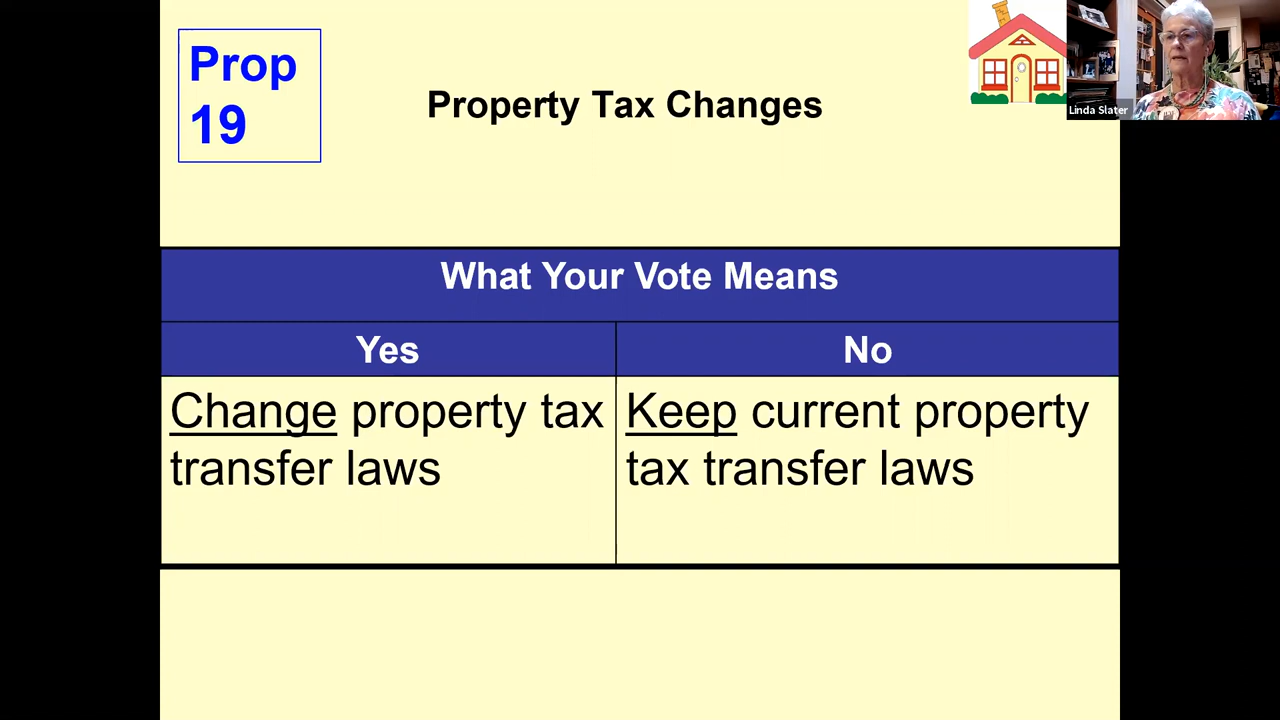 Prop
19
Property Tax Changes
Linda Slater
What Your Vote Means
Yes
No
Change property tax
transfer laws
Keep current property
tax transfer laws